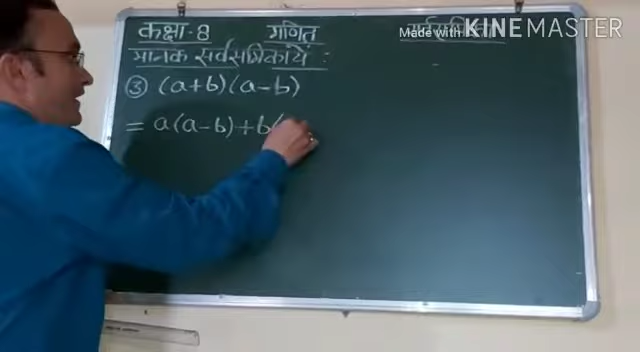 कक्षा-8 गणित
Made with KINEMASTER
मानक सर्वसमिकायें :
③ (a+b)(a-b)
= a(a-b)+b(